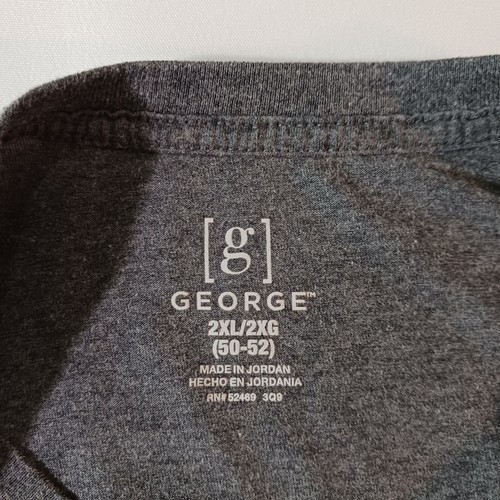 [g]
GEORGE™
2XL/2XG
(50-52)
MADE IN JORDAN
HECHO EN JORDANIA
RN# 52469 3Q9